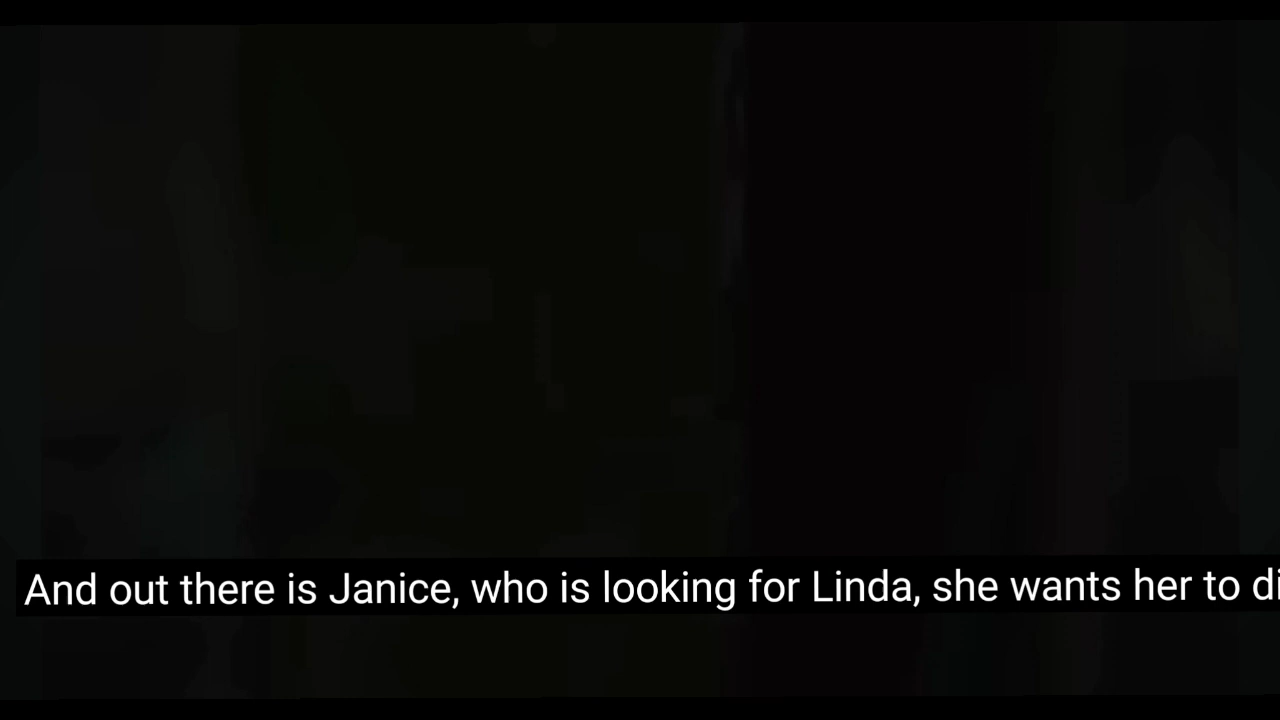 And out there is Janice, who is looking for Linda, she wants her to